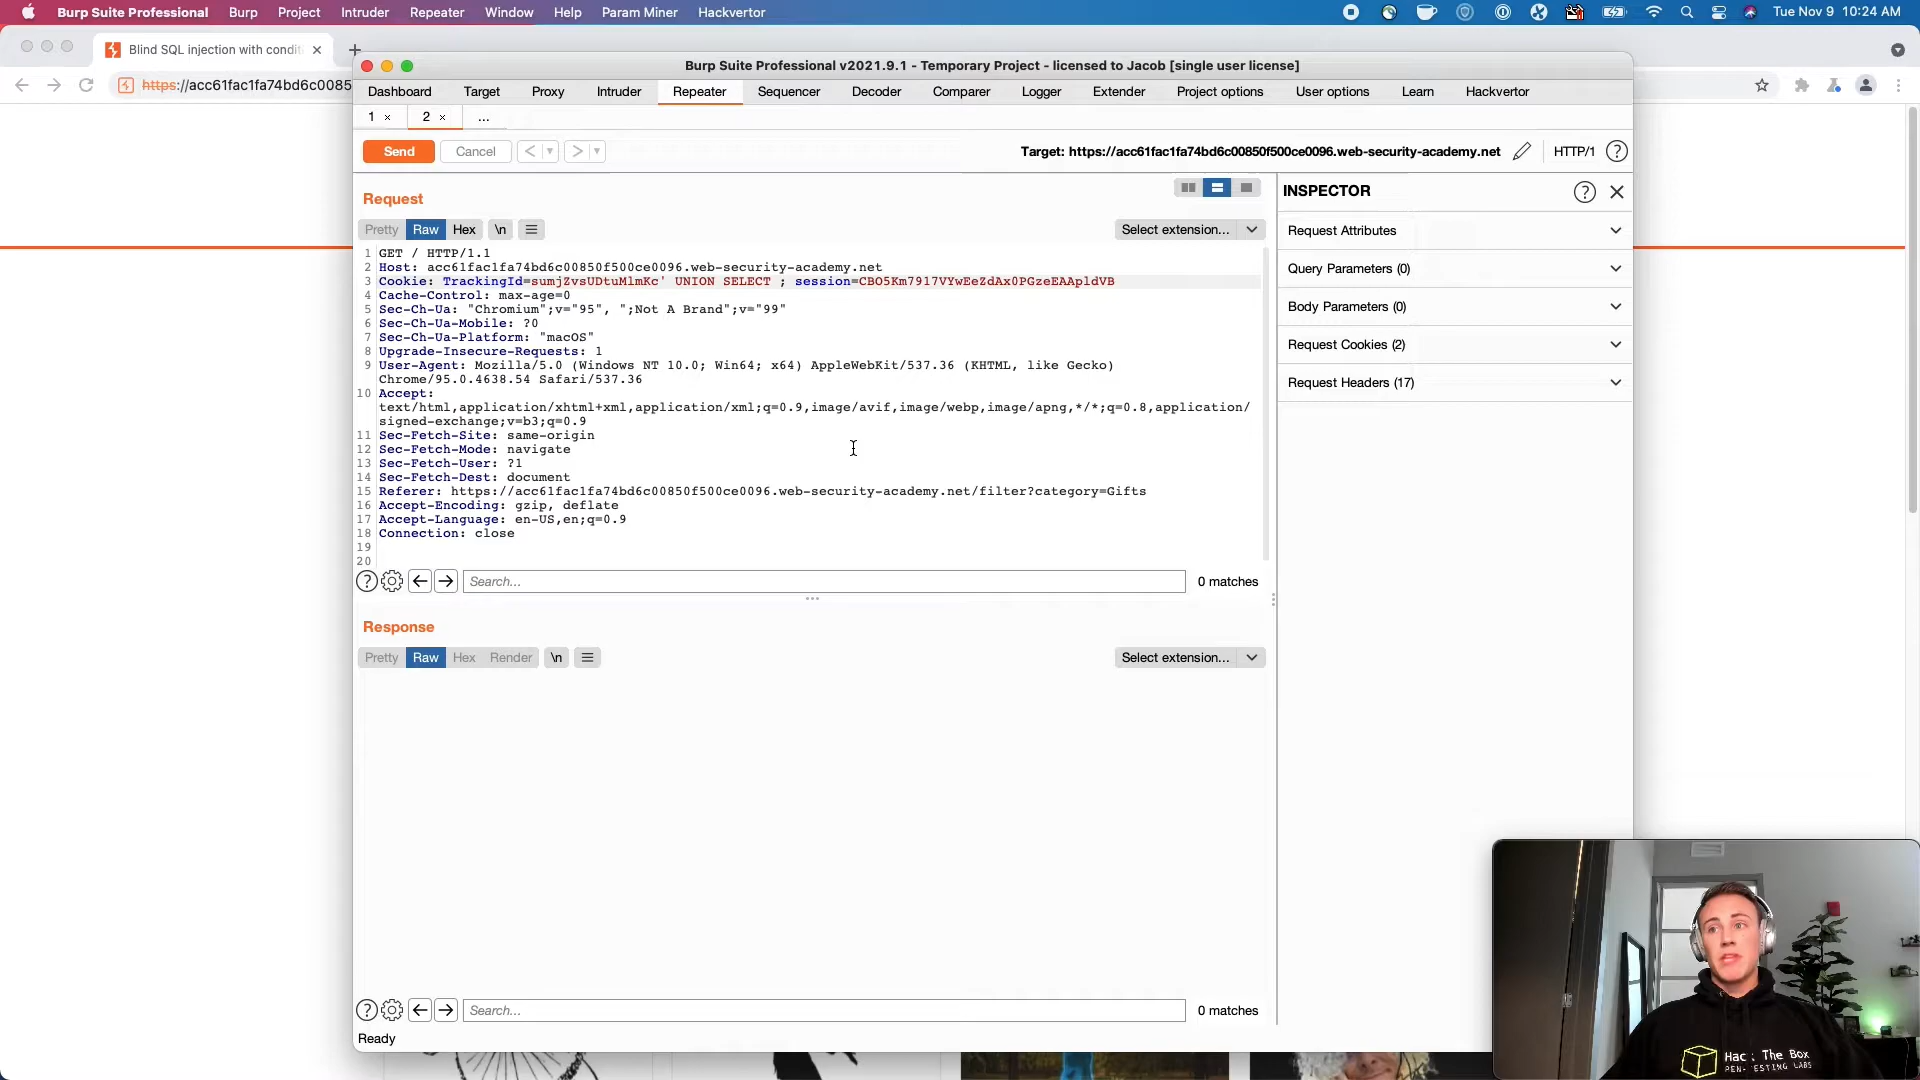 Burp Suite Professional Burp Project Intruder Repeater Window Help Param Miner Hackvertor Tue Nov 9 10:24 AM
Blind SQL injection with condit
https://acc61fac1fa74bd6c0085
Burp Suite Professional v2021.9.1 - Temporary Project - licensed to Jacob [single user license]
Dashboard Target Proxy Intruder Repeater Sequencer Decoder Comparer Logger Extender Project options User options Learn Hackvertor
1 × 2 × ...
Send Cancel < > Target: https://acc61fac1fa74bd6c00850f500ce0096.web-security-academy.net HTTP/1 ?
Request
Pretty Raw Hex \n Select extension...
1 GET / HTTP/1.1
2 Host: acc61fac1fa74bd6c00850f500ce0096.web-security-academy.net
3 Cookie: TrackingId=sumjZvsUDtuMlmKc' UNION SELECT ; session=CBO5Km7917VYwEeZdAx0PGzeEAApldVB
4 Cache-Control: max-age=0
5 Sec-Ch-Ua: "Chromium";v="95", ";Not A Brand";v="99"
6 Sec-Ch-Ua-Mobile: ?0
7 Sec-Ch-Ua-Platform: "macOS"
8 Upgrade-Insecure-Requests: 1
9 User-Agent: Mozilla/5.0 (Windows NT 10.0; Win64; x64) AppleWebKit/537.36 (KHTML, like Gecko)
Chrome/95.0.4638.54 Safari/537.36
10 Accept:
text/html,application/xhtml+xml,application/xml;q=0.9,image/avif,image/webp,image/apng,*/*;q=0.8,application/
signed-exchange;v=b3;q=0.9
11 Sec-Fetch-Site: same-origin
12 Sec-Fetch-Mode: navigate
13 Sec-Fetch-User: ?1
14 Sec-Fetch-Dest: document
15 Referer: https://acc61fac1fa74bd6c00850f500ce0096.web-security-academy.net/filter?category=Gifts
16 Accept-Encoding: gzip, deflate
17 Accept-Language: en-US,en;q=0.9
18 Connection: close
19
20
? Search... 0 matches
INSPECTOR ?
Request Attributes
Query Parameters (0)
Body Parameters (0)
Request Cookies (2)
Request Headers (17)
Response
Pretty Raw Hex Render \n Select extension...
? Search... 0 matches
Ready
Hac The Box
PEN- ESTING LABS